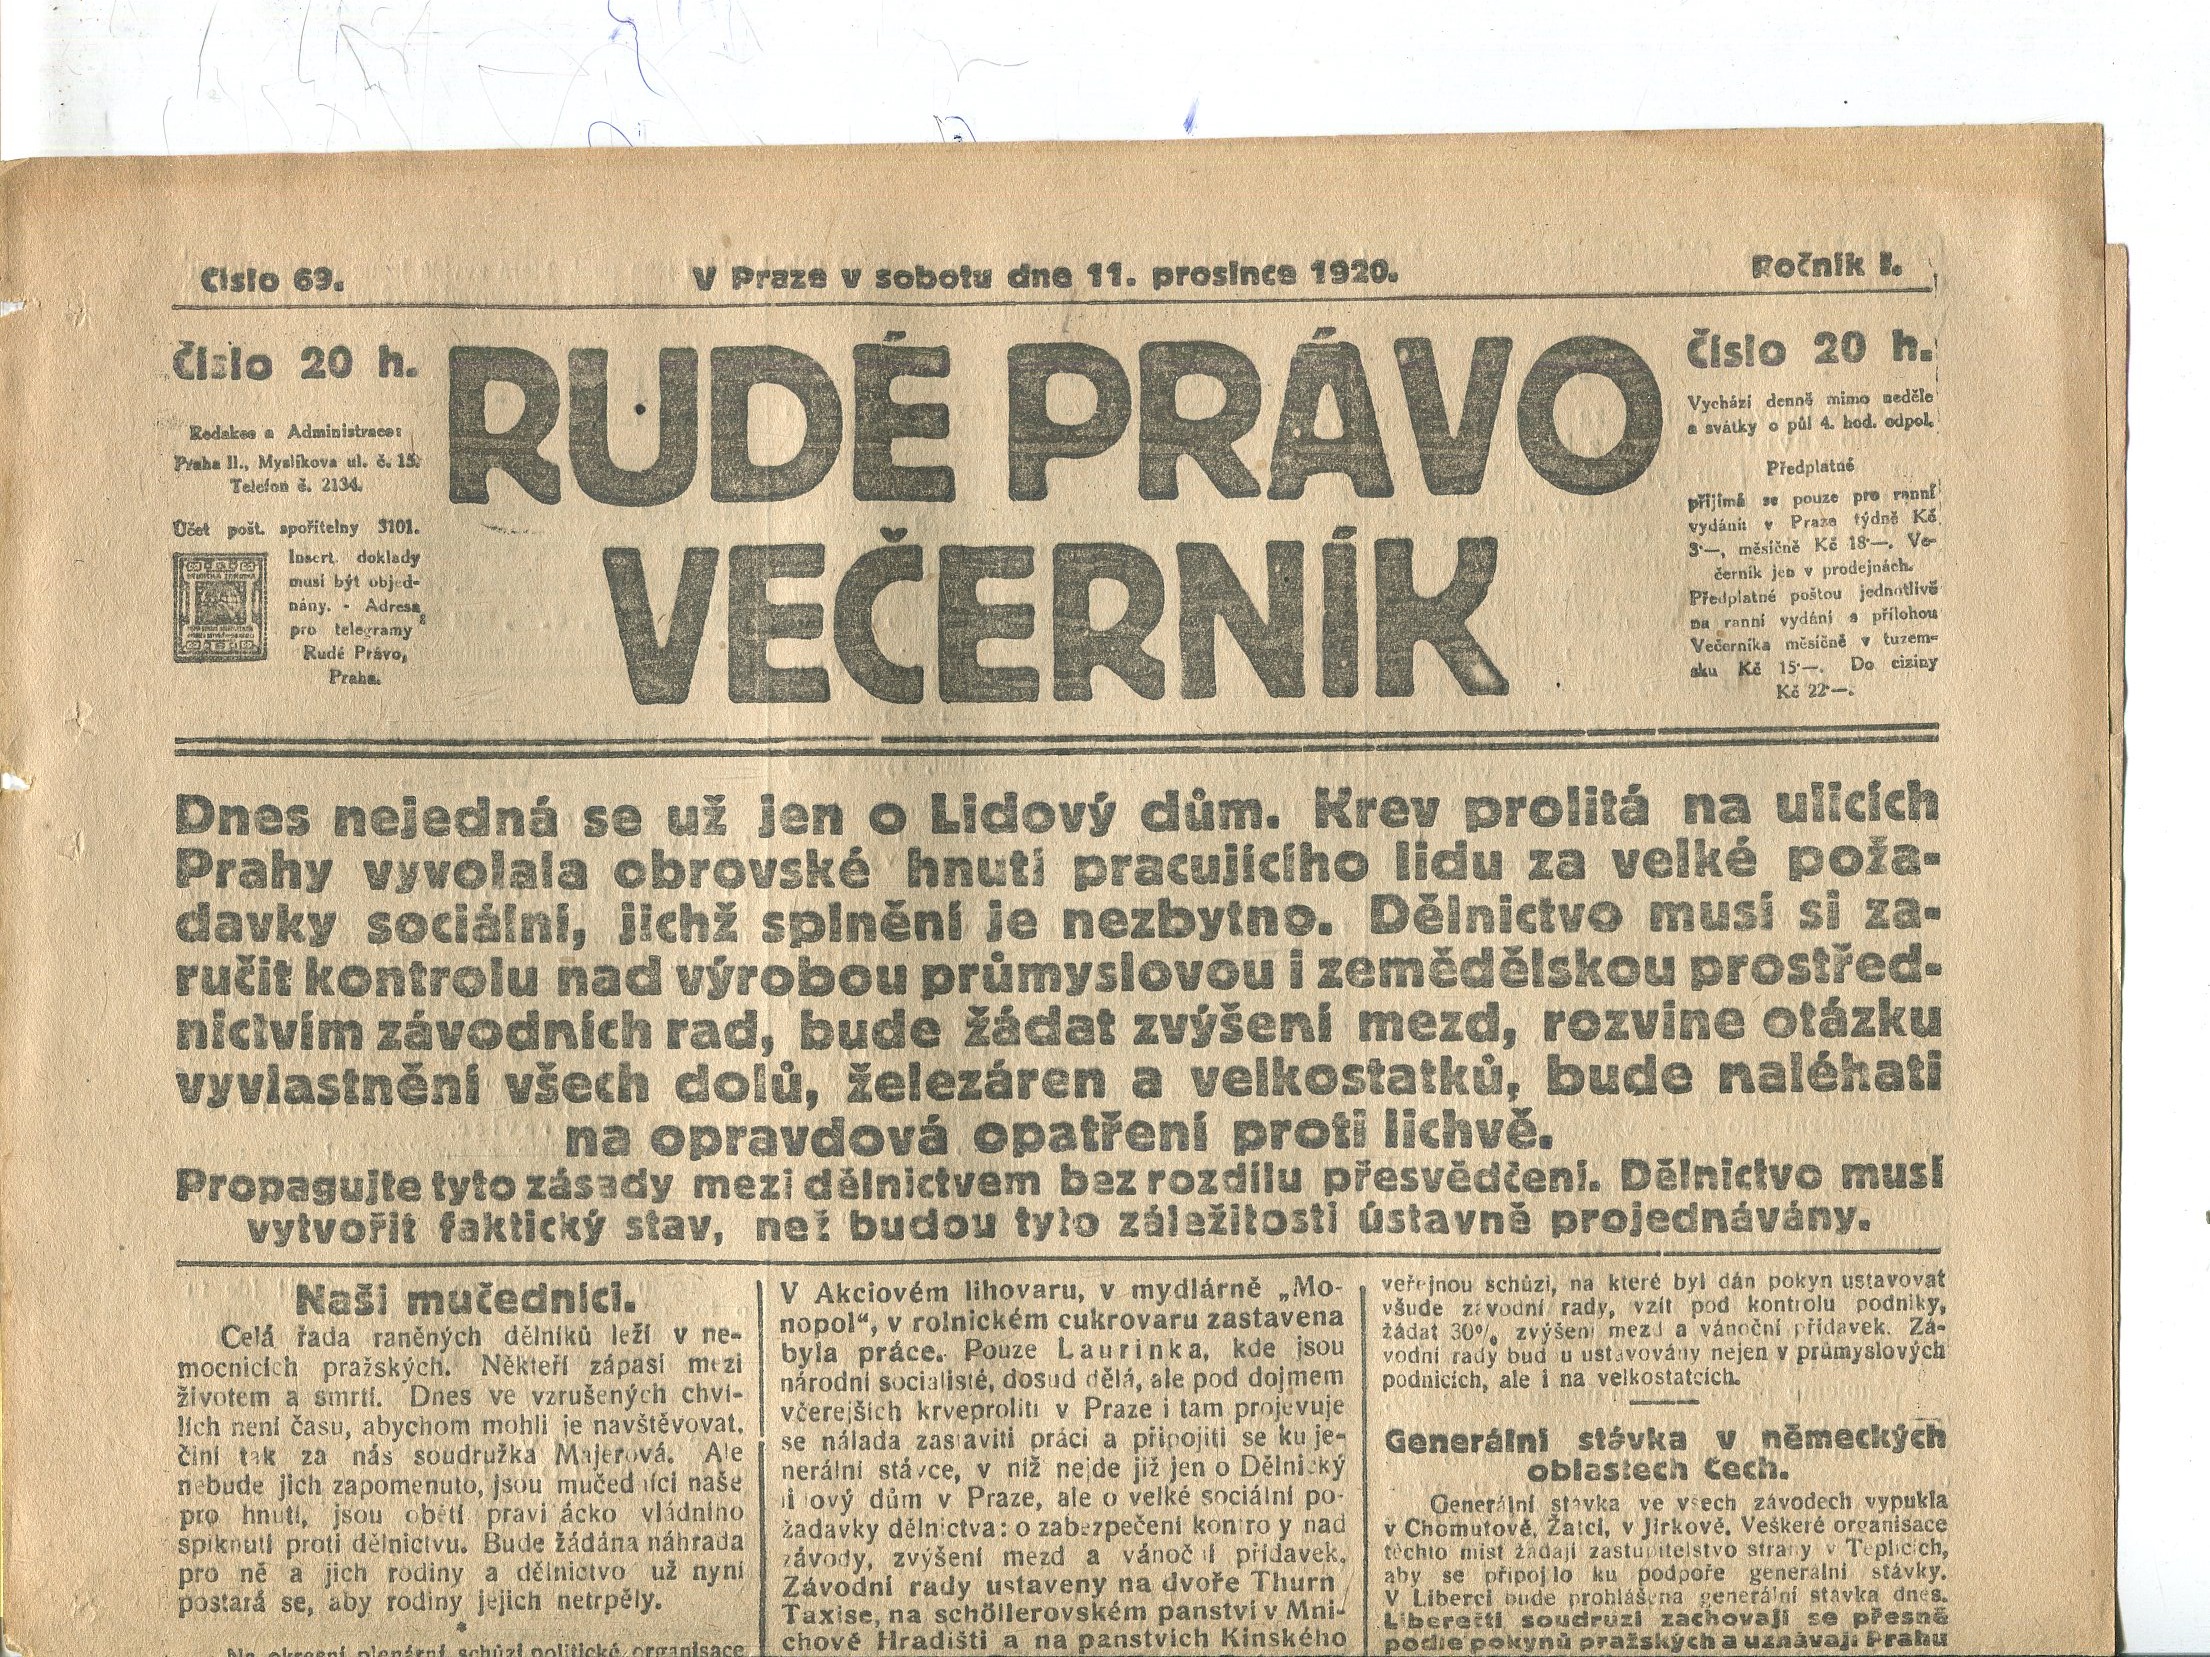 Číslo 69.
V Praze v sobotu dne 11. prosince 1920.
Ročník I.
Číslo 20 h.
Redakce a Administrace:
Praha II., Myslíkova ul. č. 15.
Telefon č. 2134.
Účet pošt. spořitelny 3101.
Insert. doklady
musí být objed-
nány. - Adresa
pro telegramy
Rudé Právo,
Praha.
RUDÉ PRÁVO
VEČERNÍK
Číslo 20 h.
Vychází denně mimo neděle
a svátky o půl 4. hod. odpol.
Předplatné
přijímá se pouze pro ranní
vydání: v Praze týdně Kč
3·—, měsíčně Kč 18·—. Ve-
černík jen v prodejnách.
Předplatné poštou jednotlivě
na ranní vydání s přílohou
Večerníka měsíčně v tuzem-
sku Kč 15·—. Do ciziny
Kč 22·—.
Dnes nejedná se už jen o Lidový dům. Krev prolitá na ulicích
Prahy vyvolala obrovské hnutí pracujícího lidu za velké poža-
davky sociální, jichž splnění je nezbytno. Dělnictvo musí si za-
ručit kontrolu nad výrobou průmyslovou i zemědělskou prostřed-
nictvím závodních rad, bude žádat zvýšení mezd, rozvine otázku
vyvlastnění všech dolů, železáren a velkostatků, bude naléhati
na opravdová opatření proti lichvě.
Propagujte tyto zásady mezi dělnictvem bez rozdílu přesvědčení. Dělnictvo musí
vytvořit faktický stav, než budou tyto záležitosti ústavně projednávány.
Naši mučedníci.
Celá řada raněných dělníků leží v ne-
mocnicích pražských. Někteří zápasí mezi
životem a smrtí. Dnes ve vzrušených chví-
lích není času, abychom mohli je navštěvovat,
činí tak za nás soudružka Majerová. Ale
nebude jich zapomenuto, jsou mučedníci naše
pro hnutí, jsou obětí pravi ácko vládního
spiknutí proti dělnictvu. Bude žádána náhrada
pro ně a jich rodiny a dělnictvo už nyní
postará se, aby rodiny jejich netrpěly.
*
Na okresní plenární schůzi politické organisace
V Akciovém lihovaru, v mydlárně „Mo-
nopol“, v rolnickém cukrovaru zastavena
byla práce. Pouze Laurinka, kde jsou
národní socialisté, dosud dělá, ale pod dojmem
včerejších krveprolití v Praze i tam projevuje
se nálada zastaviti práci a připojiti se ku je-
nerální stávce, v níž nejde již jen o Dělnický
li ový dům v Praze, ale o velké sociální po-
žadavky dělnictva: o zabezpečení kontro y nad
závody, zvýšení mezd a vánoč í přídavek.
Závodní rady ustaveny na dvoře Thurn
Taxise, na schöllerovském panství v Mni-
chově Hradišti a na panstvích Kinského
veřejnou schůzi, na které byl dán pokyn ustavovat
všude závodní rady, vzít pod kontrolu podniky,
žádat 30% zvýšení mezd a vánoční přídavek. Zá-
vodní rady bud u ustavovány nejen v průmyslových
podnicích, ale i na velkostatcích.
Generální stávka v německých
oblastech Čech.
Generální stávka ve všech závodech vypukla
v Chomutově, Žatci, v Jirkově. Veškeré organisace
těchto míst žádají zastupitelstvo strany v Teplicích,
aby se připojlo ku podpoře generální stávky.
V Liberci bude prohlášena generální stávka dnes.
Liberečtí soudruzi zachovají se přesně
podle pokynů pražských a uznávají Prahu